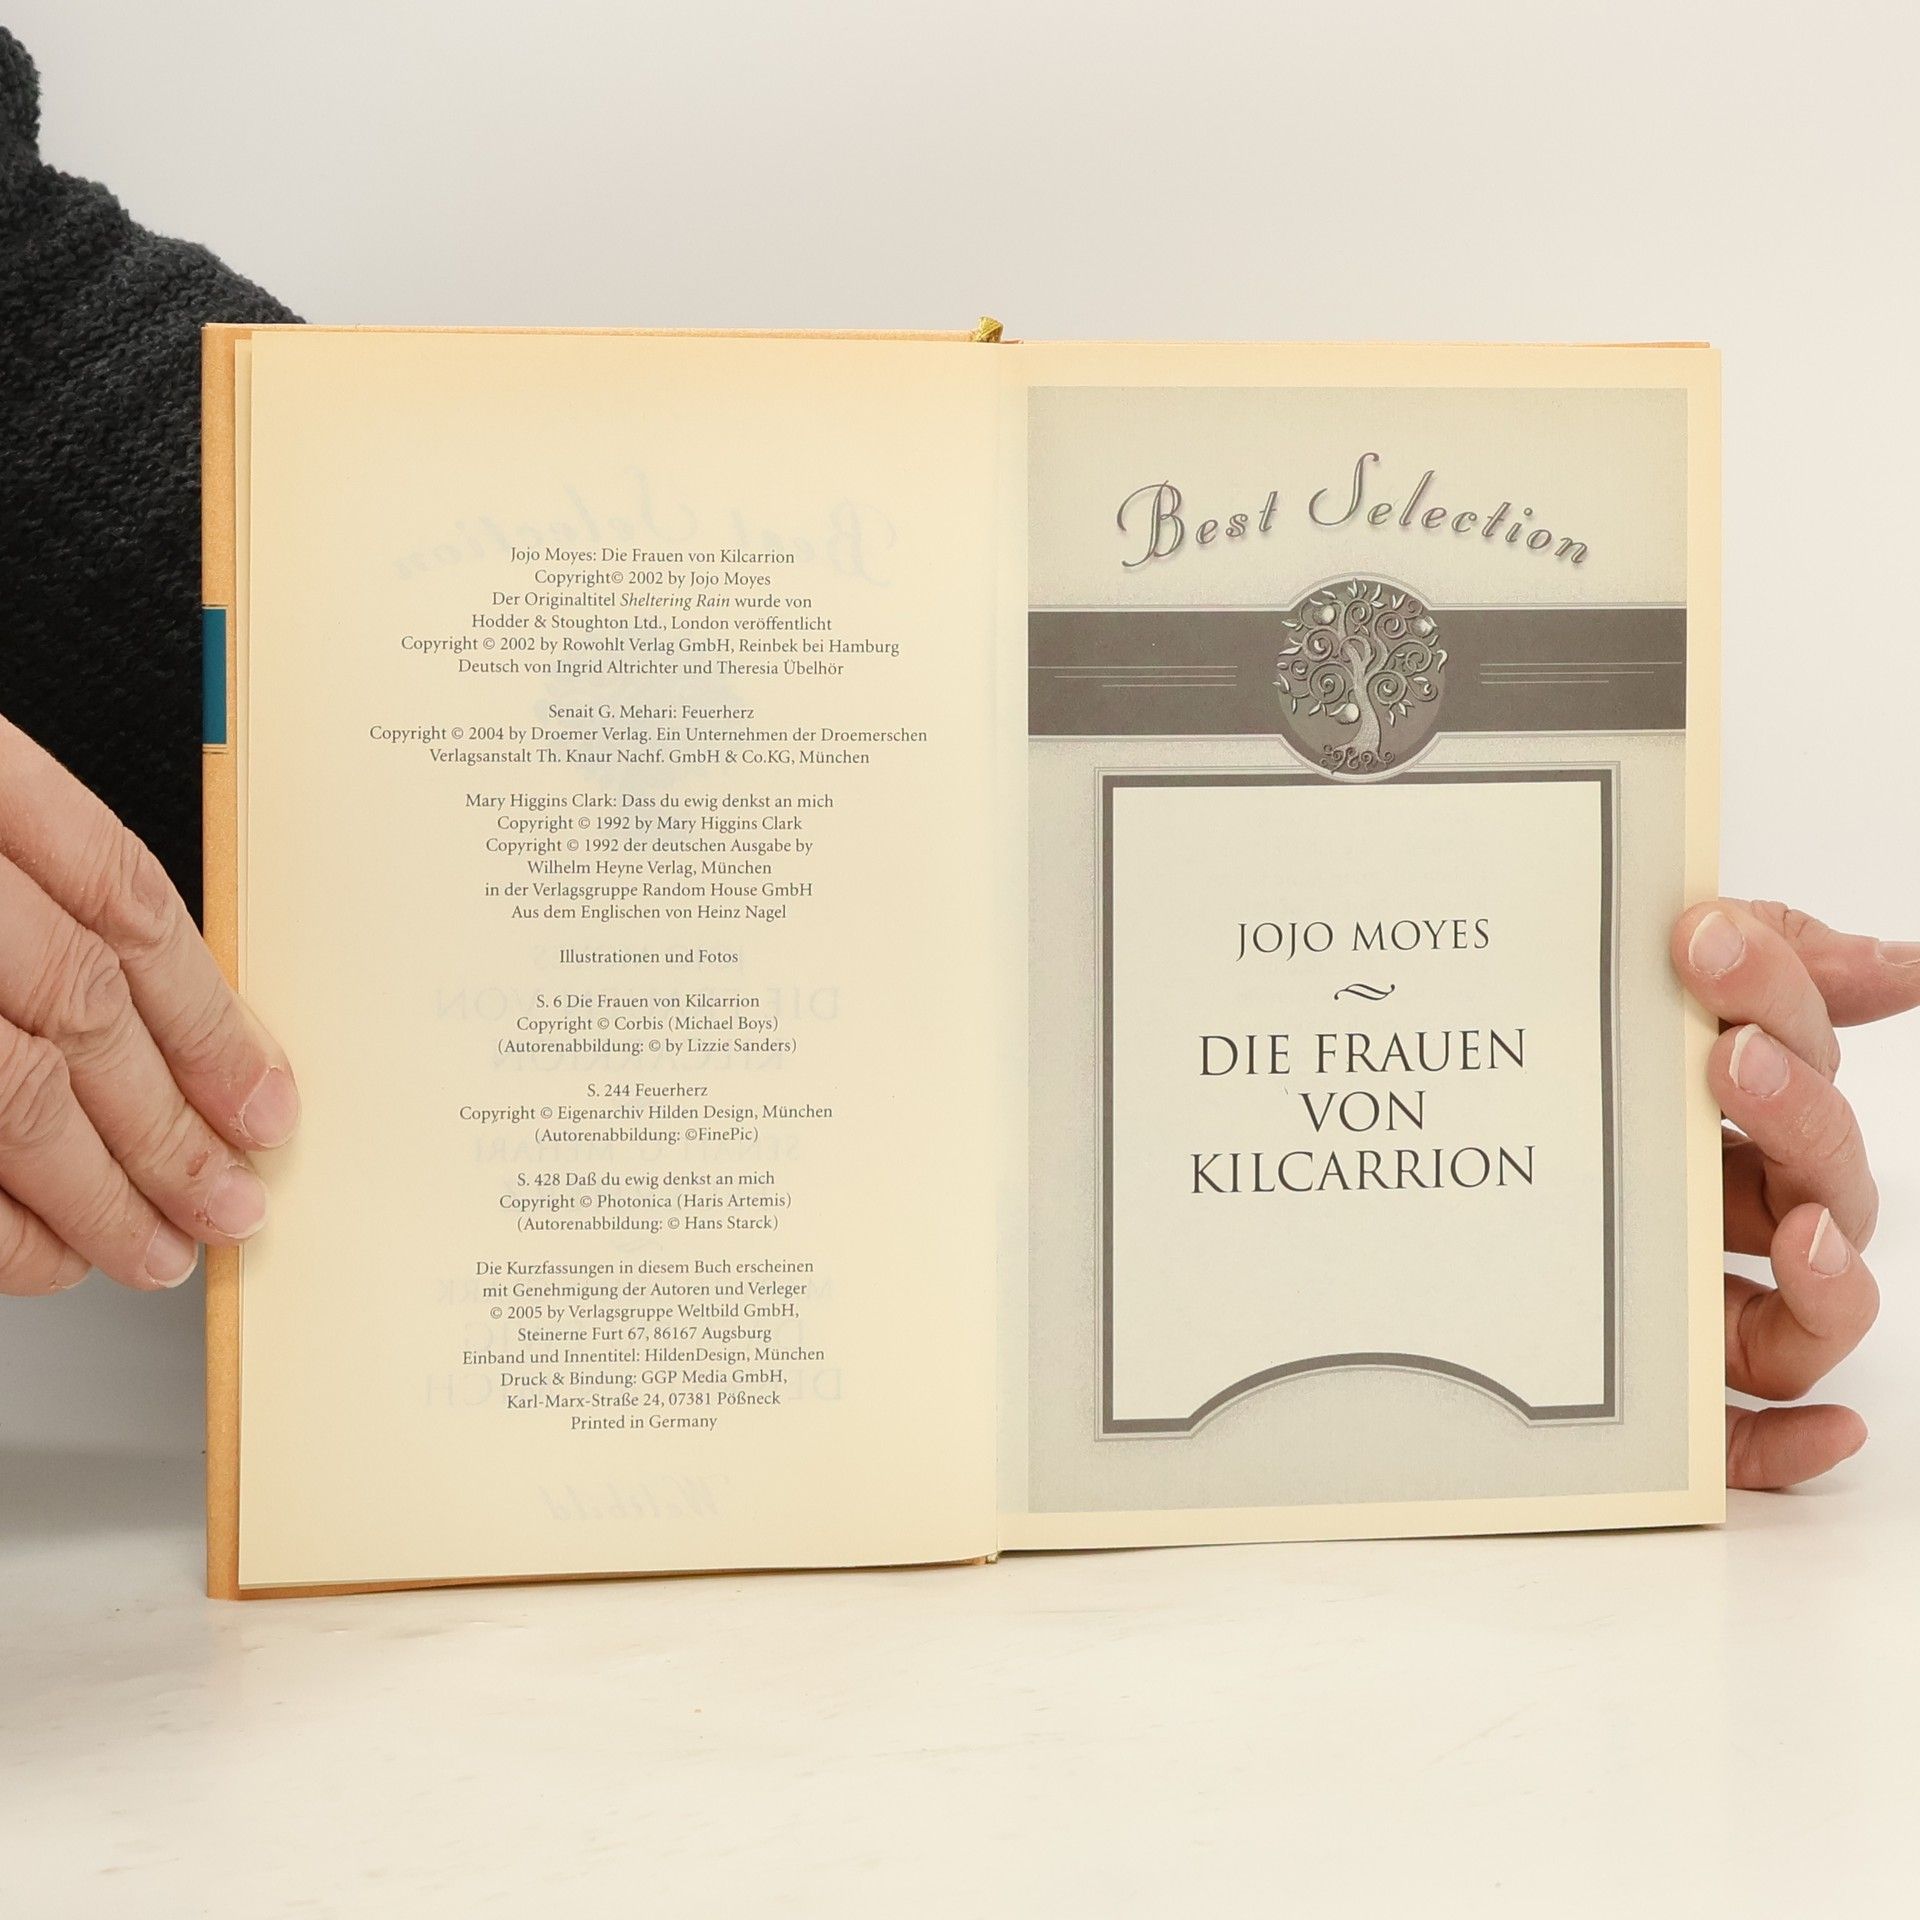 Jojo Moyes: Die Frauen von Kilcarrion
Copyright© 2002 by Jojo Moyes
Der Originaltitel Sheltering Rain wurde von
Hodder & Stoughton Ltd., London veröffentlicht
Copyright © 2002 by Rowohlt Verlag GmbH, Reinbek bei Hamburg
Deutsch von Ingrid Altrichter und Theresia Übelhör
Senait G. Mehari: Feuerherz
Copyright © 2004 by Droemer Verlag. Ein Unternehmen der Droemerschen
Verlagsanstalt Th. Knaur Nachf. GmbH & Co.KG, München
Mary Higgins Clark: Dass du ewig denkst an mich
Copyright © 1992 by Mary Higgins Clark
Copyright © 1992 der deutschen Ausgabe by
Wilhelm Heyne Verlag, München
in der Verlagsgruppe Random House GmbH
Aus dem Englischen von Heinz Nagel
Illustrationen und Fotos
S. 6 Die Frauen von Kilcarrion
Copyright © Corbis (Michael Boys)
(Autorenabbildung: © by Lizzie Sanders)
S. 244 Feuerherz
Copyright © Eigenarchiv Hilden Design, München
(Autorenabbildung: ©FinePic)
S. 428 Daß du ewig denkst an mich
Copyright © Photonica (Haris Artemis)
(Autorenabbildung: © Hans Starck)
Die Kurzfassungen in diesem Buch erscheinen
mit Genehmigung der Autoren und Verleger
© 2005 by Verlagsgruppe Weltbild GmbH,
Steinerne Furt 67, 86167 Augsburg
Einband und Innentitel: HildenDesign, München
Druck & Bindung: GGP Media GmbH,
Karl-Marx-Straße 24, 07381 Pößneck
Printed in Germany
Best Selection
JOJO MOYES
DIE FRAUEN
VON
KILCARRION